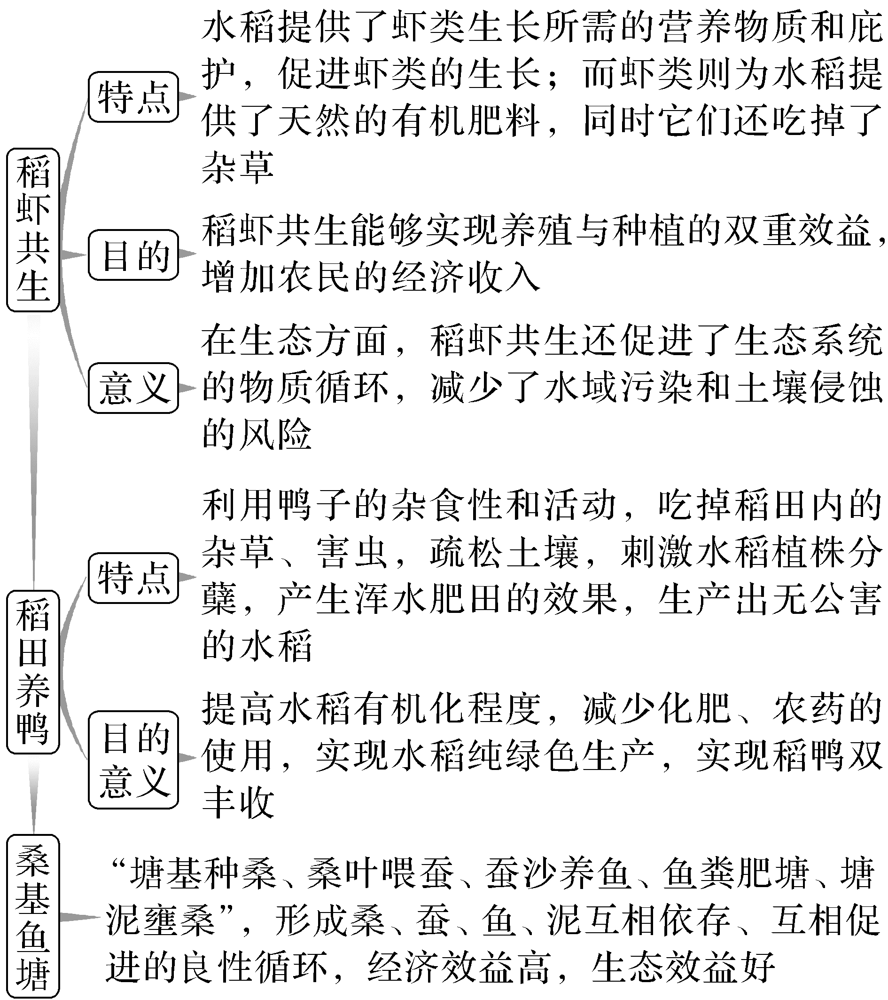 稻虾共生
特点
水稻提供了虾类生长所需的营养物质和庇
护，促进虾类的生长；而虾类则为水稻提
供了天然的有机肥料，同时它们还吃掉了
杂草
目的
稻虾共生能够实现养殖与种植的双重效益，
增加农民的经济收入
意义
在生态方面，稻虾共生还促进了生态系统
的物质循环，减少了水域污染和土壤侵蚀
的风险
稻田养鸭
特点
利用鸭子的杂食性和活动，吃掉稻田内的
杂草、害虫，疏松土壤，刺激水稻植株分
蘖，产生浑水肥田的效果，生产出无公害
的水稻
目的
意义
提高水稻有机化程度，减少化肥、农药的
使用，实现水稻纯绿色生产，实现稻鸭双
丰收
桑基鱼塘
“塘基种桑、桑叶喂蚕、蚕沙养鱼、鱼粪肥塘、塘
泥壅桑”，形成桑、蚕、鱼、泥互相依存、互相促
进的良性循环，经济效益高，生态效益好